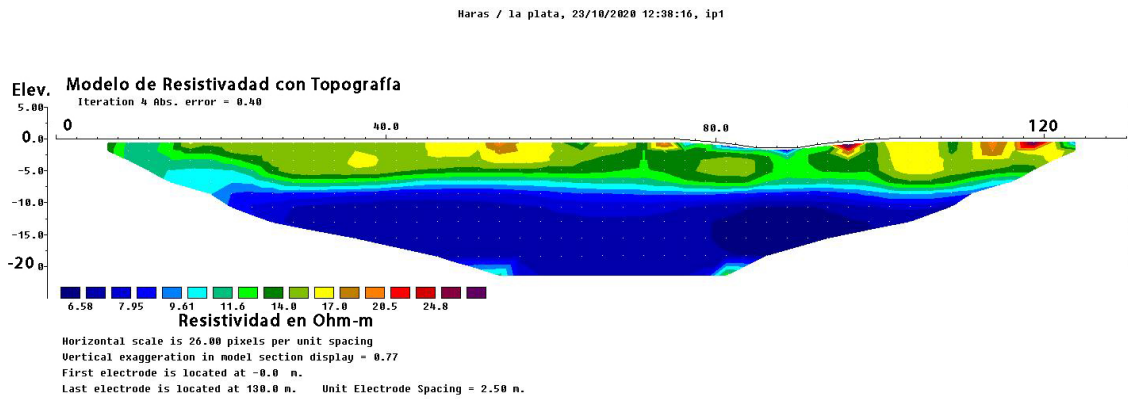 Haras / la plata, 23/10/2020 12:38:16, ip1
Elev. Modelo de Resistivadad con Topografía
Iteration 4 Abs. error = 0.40
5.00
0.0 0 40.0 80.0 120
-5.0
-10.0
-15.0
-20 0
6.58 7.95 9.61 11.6 14.0 17.0 20.5 24.8
Resistividad en Ohm-m
Horizontal scale is 26.00 pixels per unit spacing
Vertical exaggeration in model section display = 0.77
First electrode is located at -0.0 m.
Last electrode is located at 130.0 m. Unit Electrode Spacing = 2.50 m.